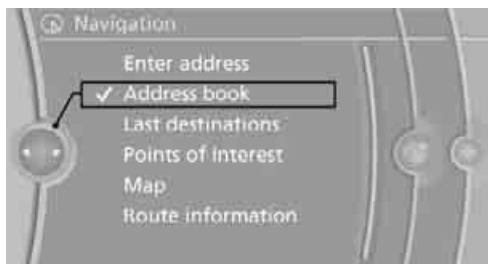 Navigation
Enter address
✓ Address book
Last destinations
Points of Interest
Map
Route information